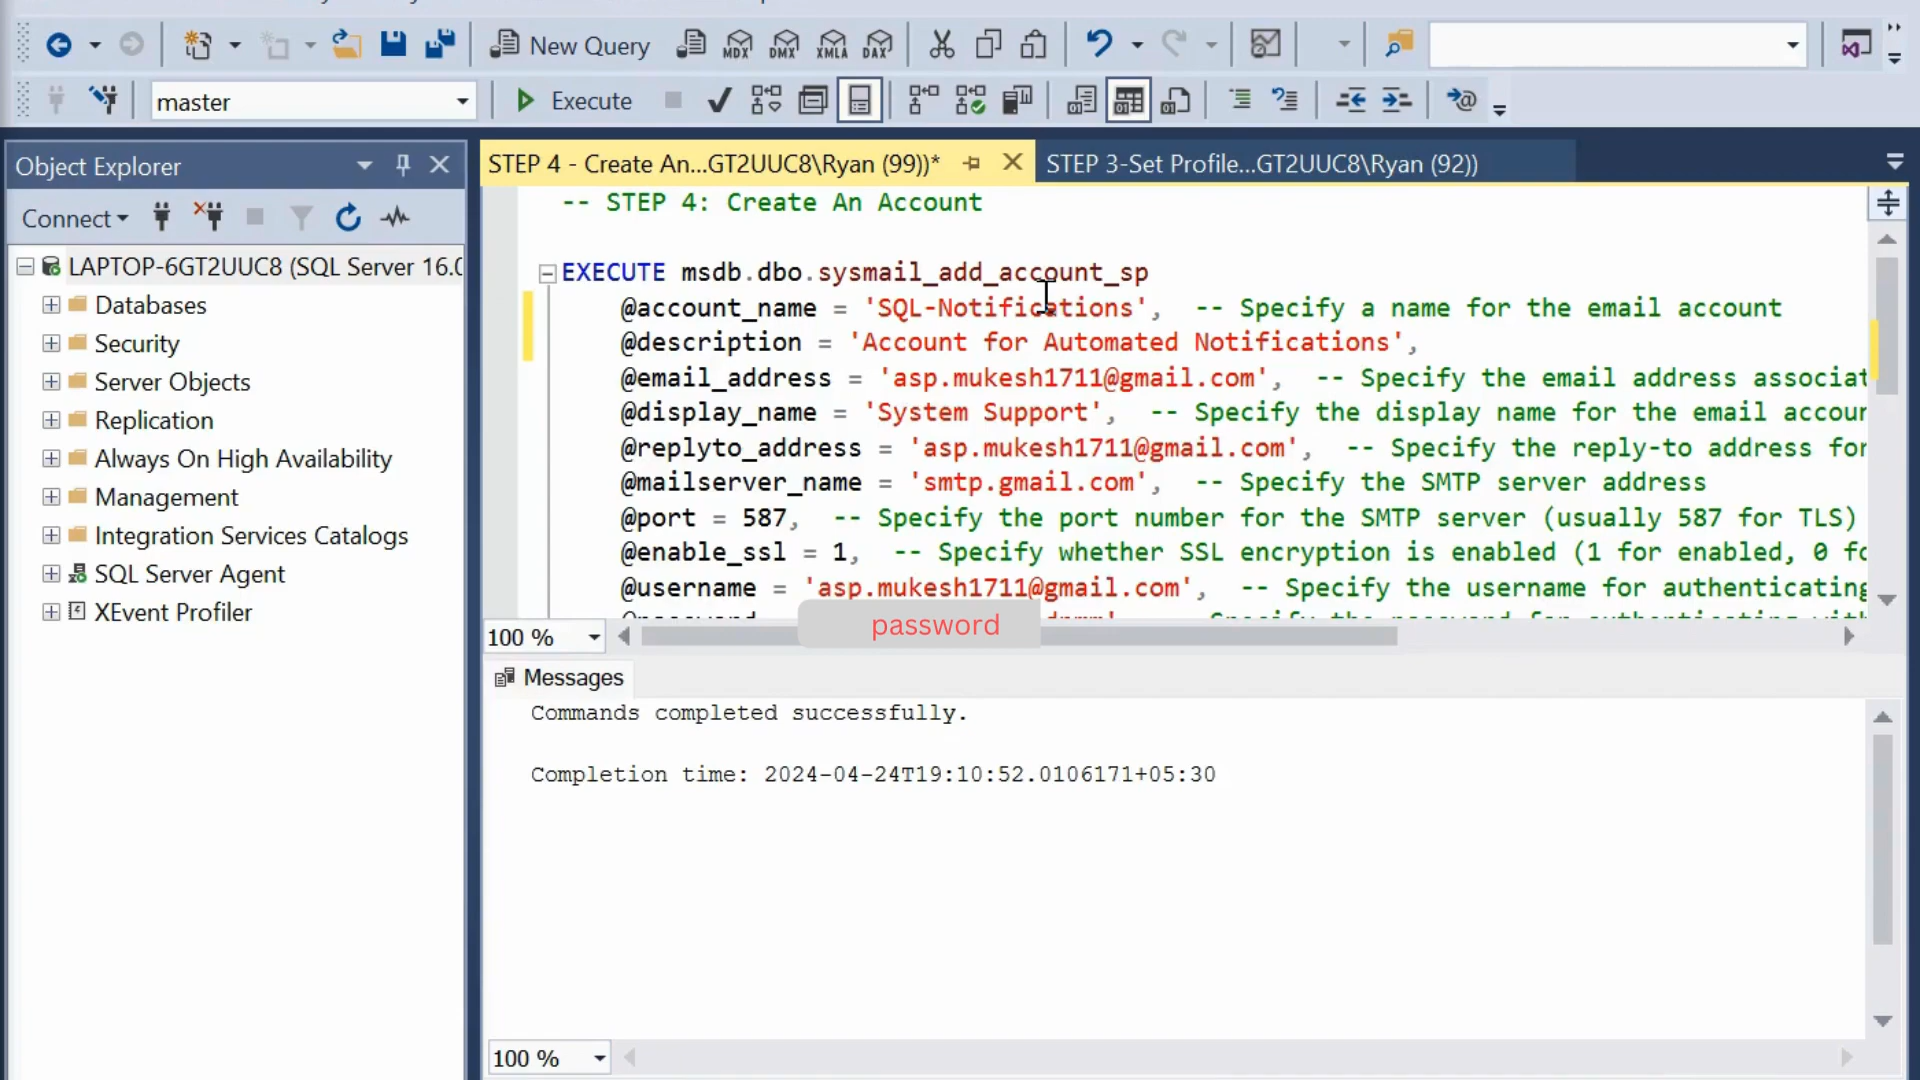 New Query
MDX
DMX
XMLA
DAX
master
Execute
Object Explorer
STEP 4 - Create An...GT2UUC8\Ryan (99))*
STEP 3-Set Profile...GT2UUC8\Ryan (92))
Connect
LAPTOP-6GT2UUC8 (SQL Server 16.0
Databases
Security
Server Objects
Replication
Always On High Availability
Management
Integration Services Catalogs
SQL Server Agent
XEvent Profiler
-- STEP 4: Create An Account
EXECUTE msdb.dbo.sysmail_add_account_sp
@account_name = 'SQL-Notifications',  -- Specify a name for the email account
@description = 'Account for Automated Notifications',
@email_address = 'asp.mukesh1711@gmail.com',  -- Specify the email address associat
@display_name = 'System Support',  -- Specify the display name for the email accour
@replyto_address = 'asp.mukesh1711@gmail.com',  -- Specify the reply-to address for
@mailserver_name = 'smtp.gmail.com',  -- Specify the SMTP server address
@port = 587,  -- Specify the port number for the SMTP server (usually 587 for TLS)
@enable_ssl = 1,  -- Specify whether SSL encryption is enabled (1 for enabled, 0 fo
@username = 'asp.mukesh1711@gmail.com',  -- Specify the username for authenticating
password
100 %
Messages
Commands completed successfully.
Completion time: 2024-04-24T19:10:52.0106171+05:30
100 %